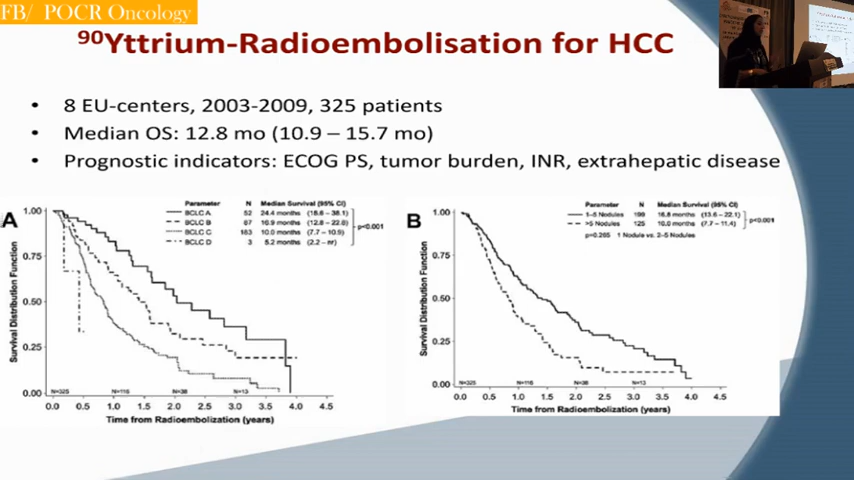 FB/ POCR Oncology
⁹⁰Yttrium-Radioembolisation for HCC
• 8 EU-centers, 2003-2009, 325 patients
• Median OS: 12.8 mo (10.9 – 15.7 mo)
• Prognostic indicators: ECOG PS, tumor burden, INR, extrahepatic disease
A
Parameter N Median Survival (95% CI)
BCLC A 52 24.4 months (18.6 – 38.1)
BCLC B 87 16.9 months (12.8 – 22.8)
BCLC C 183 10.0 months (7.7 – 10.9)
BCLC D 3 5.2 months (2.2 – nr)
p<0.001
Survival Distribution Function
1.00
0.75
0.50
0.25
0.00
N=325 N=116 N=38 N=13
0.0 0.5 1.0 1.5 2.0 2.5 3.0 3.5 4.0 4.5
Time from Radioembolization (years)
B
Parameter N Median Survival (95% CI)
1–5 Nodules 199 16.8 months (13.6 – 22.1)
>5 Nodules 125 10.0 months (7.7 – 11.4)
p<0.001
p=0.265 1 Nodule vs. 2–5 Nodules
Survival Distribution Function
1.00
0.75
0.50
0.25
0.00
N=325 N=116 N=38 N=13
0.0 0.5 1.0 1.5 2.0 2.5 3.0 3.5 4.0 4.5
Time from Radioembolization (years)